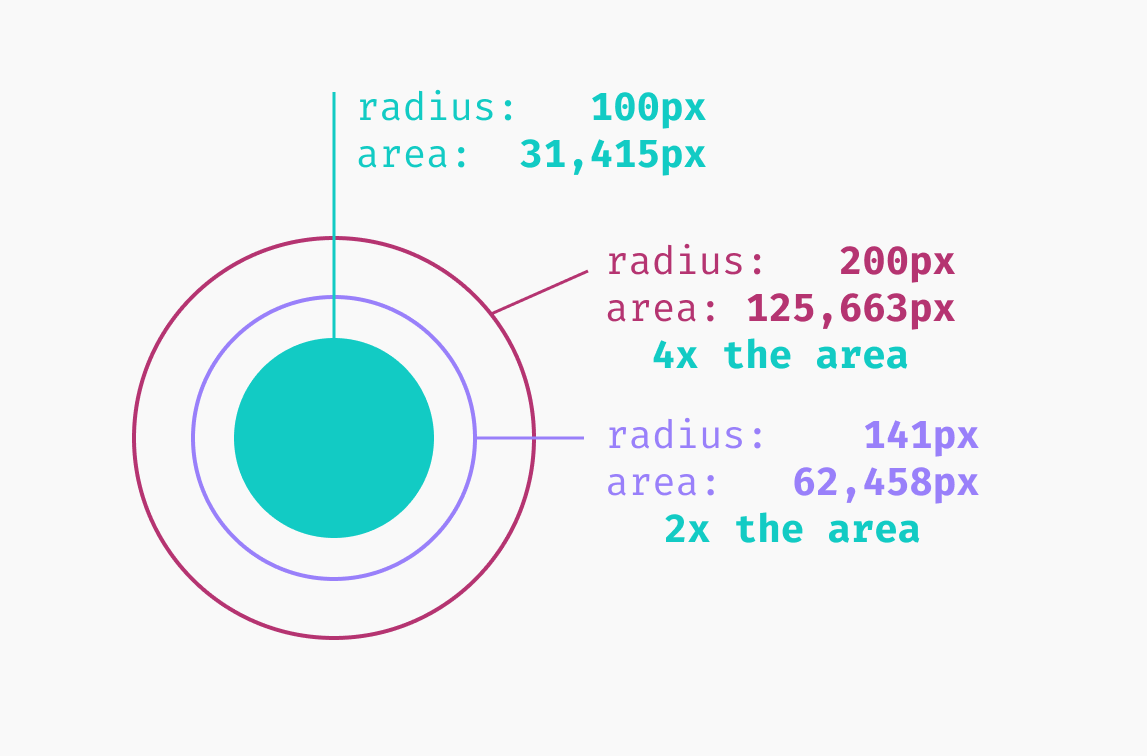 radius: 100px
area: 31,415px
radius: 200px
area: 125,663px
4x the area
radius: 141px
area: 62,458px
2x the area